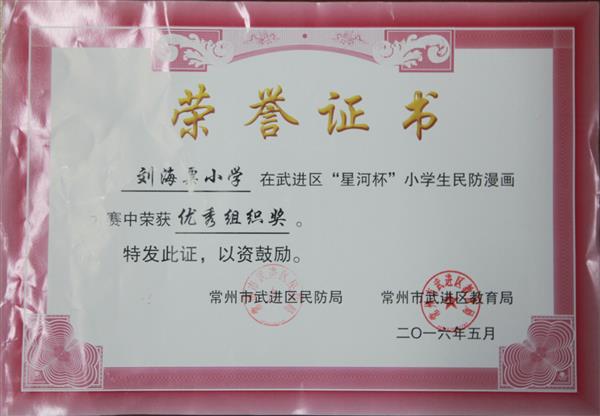 荣誉证书
刘海粟小学 在武进区“星河杯”小学生民防漫画
赛中荣获 优秀组织奖 。
特发此证，以资鼓励。
常州市武进区民防局 常州市武进区教育局
二〇一六年五月